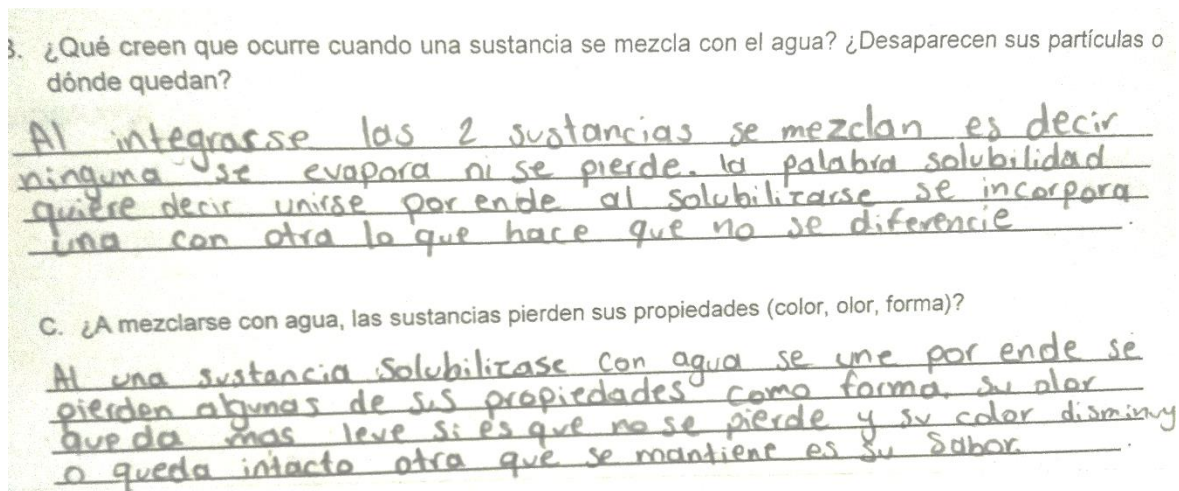 3. ¿Qué creen que ocurre cuando una sustancia se mezcla con el agua? ¿Desaparecen sus partículas o
dónde quedan?
Al integrarse las 2 sustancias se mezclan es decir
ninguna se evapora ni se pierde. la palabra solubilidad
quiere decir unirse por ende al solubilizarse se incorpora
una con otra lo que hace que no se diferencie.
C. ¿A mezclarse con agua, las sustancias pierden sus propiedades (color, olor, forma)?
Al una sustancia solubilizase con agua se une por ende se
pierden algunas de sus propiedades como forma, su olor
queda mas leve si es que no se pierde y su color disminuy
o queda intacto otra que se mantiene es su sabor.